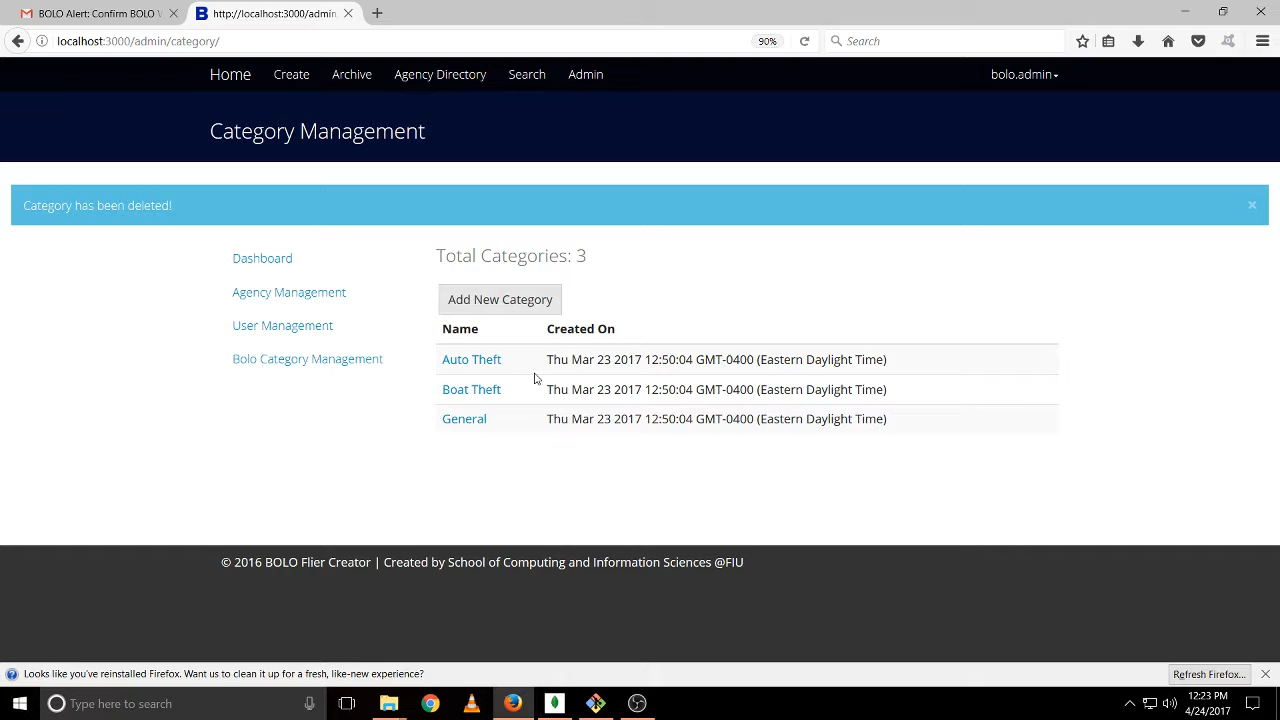 BOLO Alert: Confirm BOLO
http://localhost:3000/admin
localhost:3000/admin/category/
90%
Search
Home
Create
Archive
Agency Directory
Search
Admin
bolo.admin
Category Management
Category has been deleted!
Dashboard
Agency Management
User Management
Bolo Category Management
Total Categories: 3
Add New Category
Name Created On
Auto Theft Thu Mar 23 2017 12:50:04 GMT-0400 (Eastern Daylight Time)
Boat Theft Thu Mar 23 2017 12:50:04 GMT-0400 (Eastern Daylight Time)
General Thu Mar 23 2017 12:50:04 GMT-0400 (Eastern Daylight Time)
© 2016 BOLO Flier Creator | Created by School of Computing and Information Sciences @FIU
Looks like you've reinstalled Firefox. Want us to clean it up for a fresh, like-new experience?
Refresh Firefox...
Type here to search
12:23 PM
4/24/2017